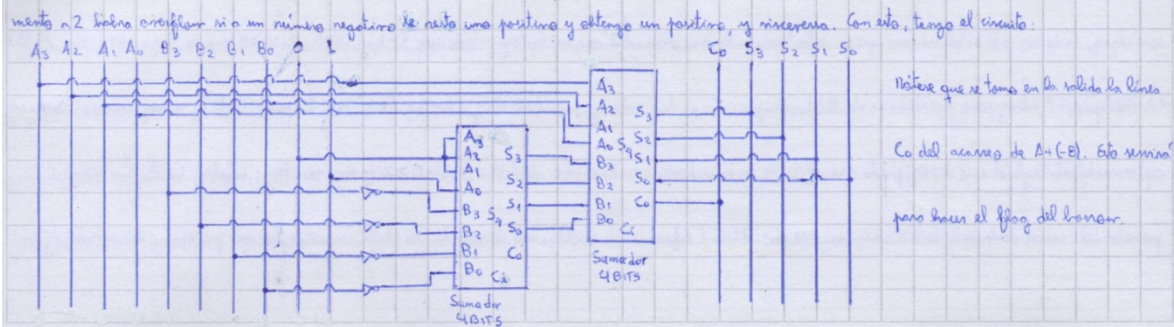 mento a 2 habrá overflow si a un número negativo le resto uno positivo y obtengo un positivo, y viceversa. Con esto, tengo el circuito:
A3 A2 A1 A0 B3 B2 B1 B0 0 1 C0 S3 S2 S1 S0
Nótese que se toma en la salida la línea
C0 del acarreo de A+(-B). Esto servirá
para hacer el flag del borrow.
A3
A2 S3
A1 S2
A0 S4 S1
B3 S0
B2
B1 C0
B0 Ci
Sumador
4 BITS
A3
A2 S3
A1 S2
A0 S1
B3 S4 S0
B2
B1 C0
B0 Ci
Sumador
4 BITS